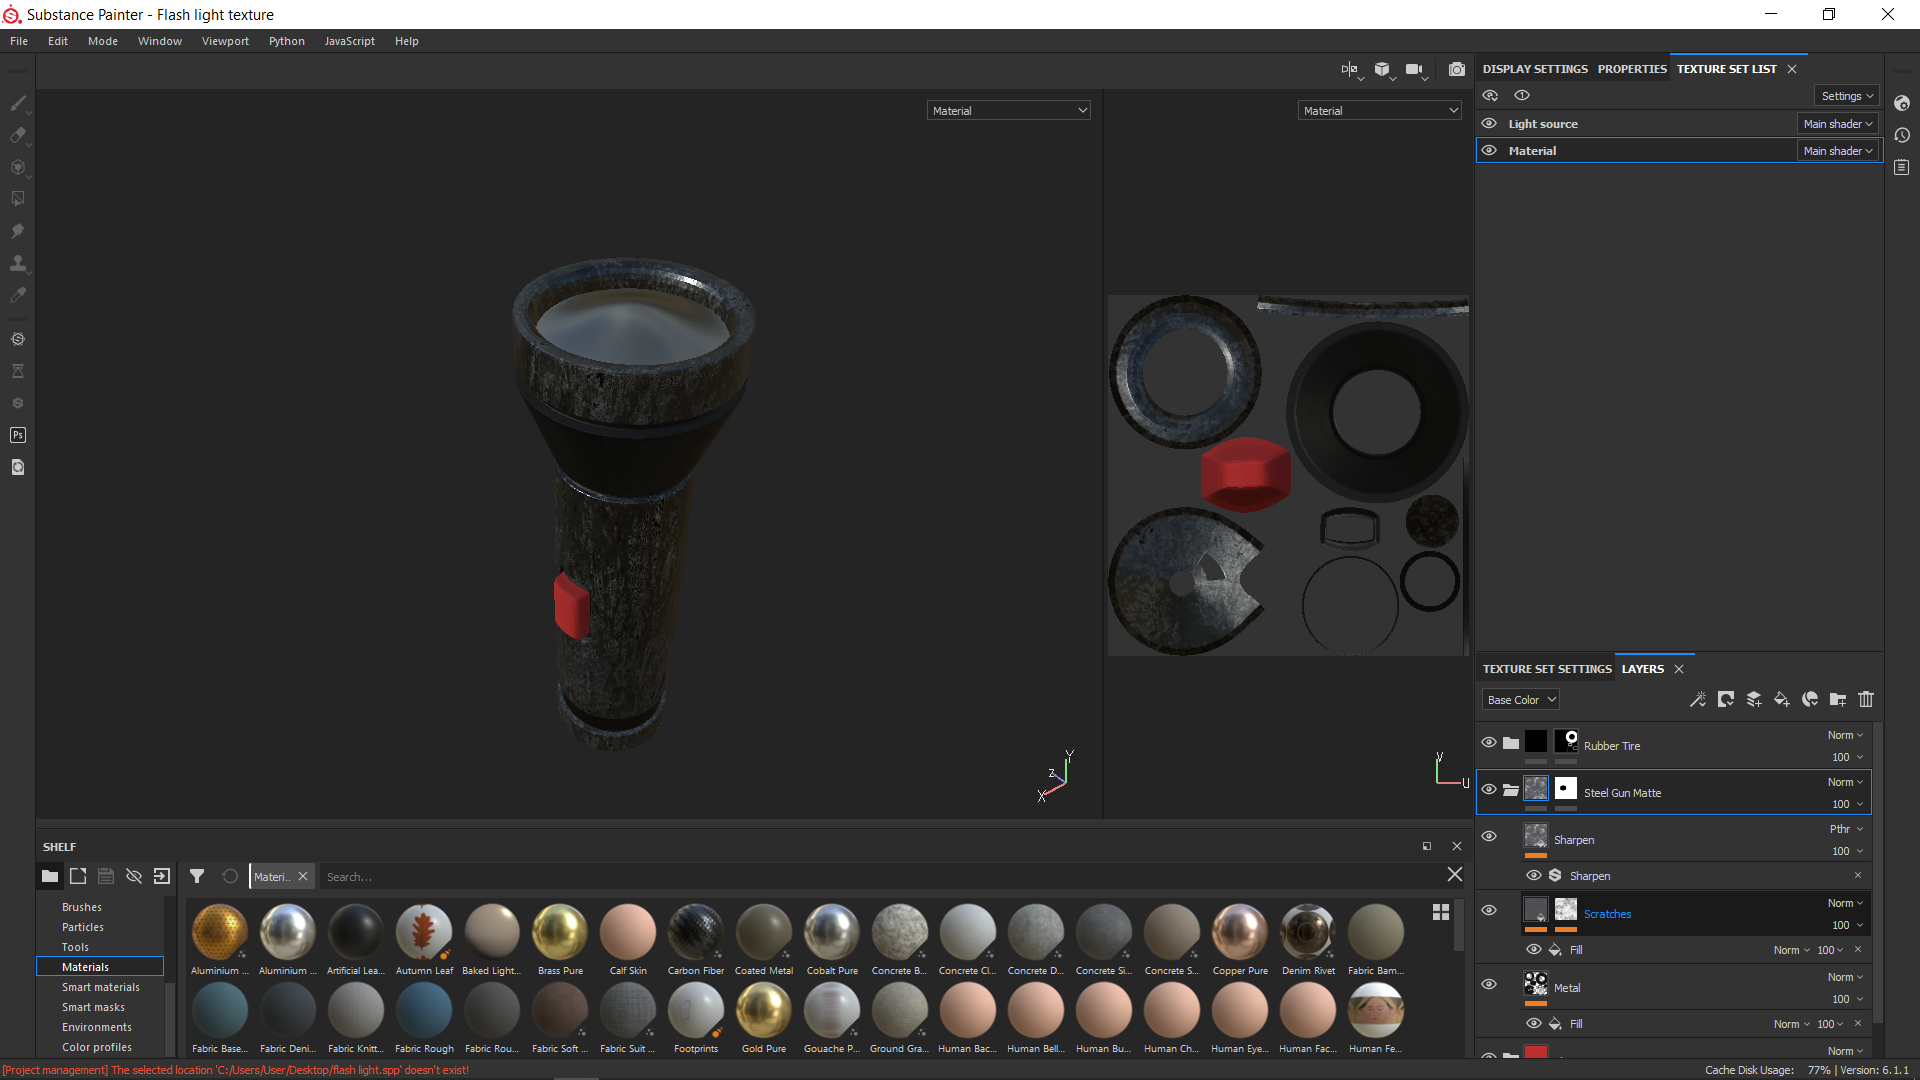 Substance Painter - Flash light texture
File Edit Mode Window Viewport Python JavaScript Help
Material
Material
DISPLAY SETTINGS PROPERTIES TEXTURE SET LIST
Settings
Light source Main shader
Material Main shader
Y
Z
X
V
U
TEXTURE SET SETTINGS LAYERS
Base Color
Rubber Tire Norm 100
Steel Gun Matte Norm 100
Sharpen Pthr 100
Sharpen
Scratches Norm 100
Fill Norm 100
Metal Norm 100
Fill Norm 100
Norm
Ps
SHELF
Materi.. Search...
Brushes
Particles
Tools
Materials
Smart materials
Smart masks
Environments
Color profiles
Aluminium ... Aluminium ... Artificial Lea... Autumn Leaf Baked Light... Brass Pure Calf Skin Carbon Fiber Coated Metal Cobalt Pure Concrete B... Concrete Cl... Concrete D... Concrete Si... Concrete S... Copper Pure Denim Rivet Fabric Bam...
Fabric Base... Fabric Deni... Fabric Knitt... Fabric Rough Fabric Rou... Fabric Soft ... Fabric Suit ... Footprints Gold Pure Gouache P... Ground Gra... Human Bac... Human Bell... Human Bu... Human Ch... Human Eye... Human Fac... Human Fe...
[Project management] The selected location 'C:/Users/User/Desktop/flash light.spp' doesn't exist!
Cache Disk Usage: 77% | Version: 6.1.1